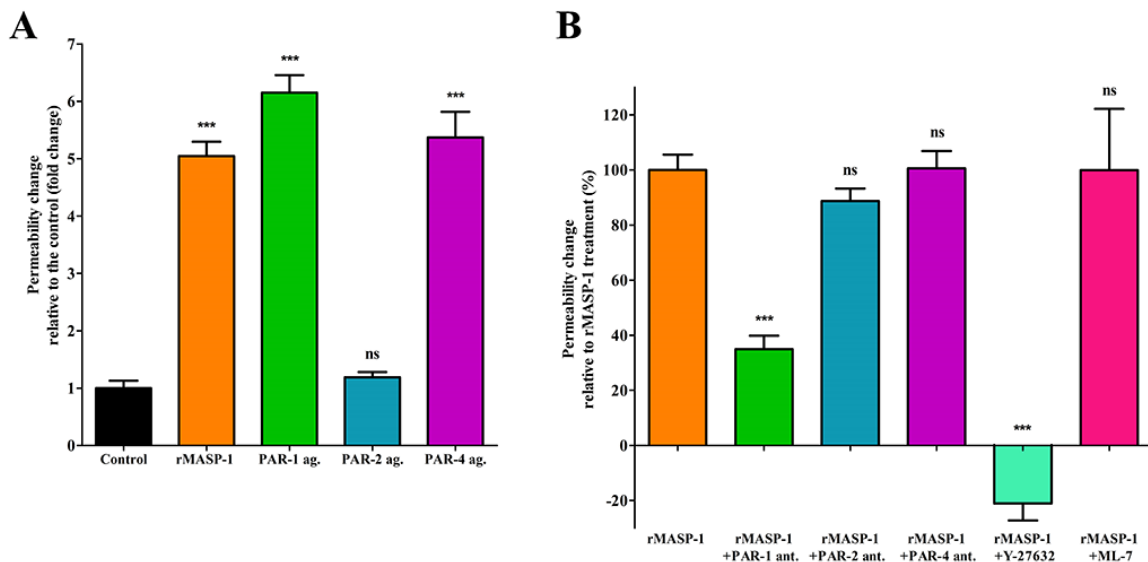 A
Permeability change
relative to the control (fold change)
7
6
5
4
3
2
1
0
***
***
ns
***
Control
rMASP-1
PAR-1 ag.
PAR-2 ag.
PAR-4 ag.
B
Permeability change
relative to rMASP-1 treatment (%)
120
100
80
60
40
20
0
-20
***
ns
ns
***
ns
rMASP-1
rMASP-1
+PAR-1 ant.
rMASP-1
+PAR-2 ant.
rMASP-1
+PAR-4 ant.
rMASP-1
+Y-27632
rMASP-1
+ML-7